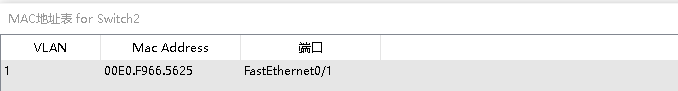 MAC地址表 for Switch2
VLAN Mac Address 端口
1 00E0.F966.5625 FastEthernet0/1